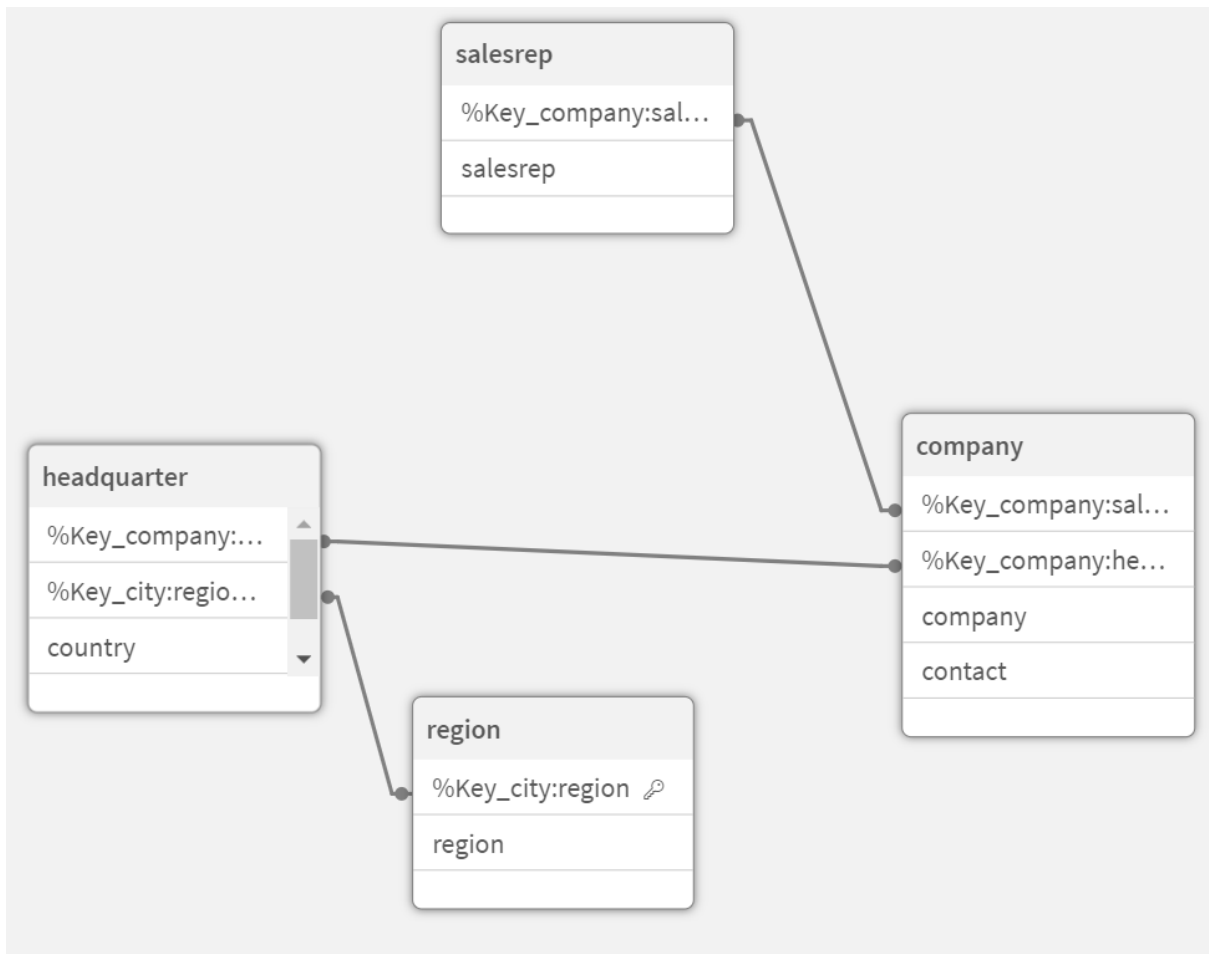 salesrep
%Key_company:sal...
salesrep
headquarter
%Key_company:...
%Key_city:regio...
country
company
%Key_company:sal...
%Key_company:he...
company
contact
region
%Key_city:region
region